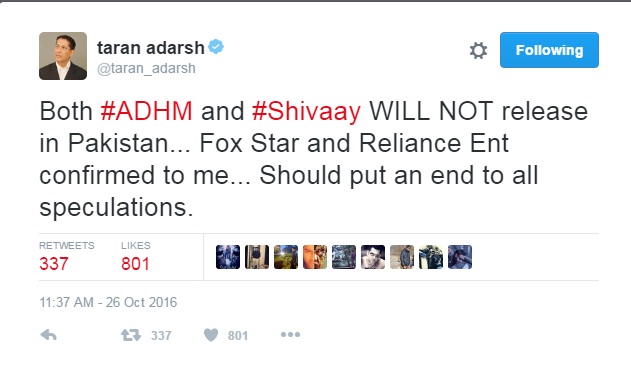 taran adarsh
@taran_adarsh
Following
Both #ADHM and #Shivaay WILL NOT release
in Pakistan... Fox Star and Reliance Ent
confirmed to me... Should put an end to all
speculations.
RETWEETS LIKES
337 801
11:37 AM - 26 Oct 2016
337 801